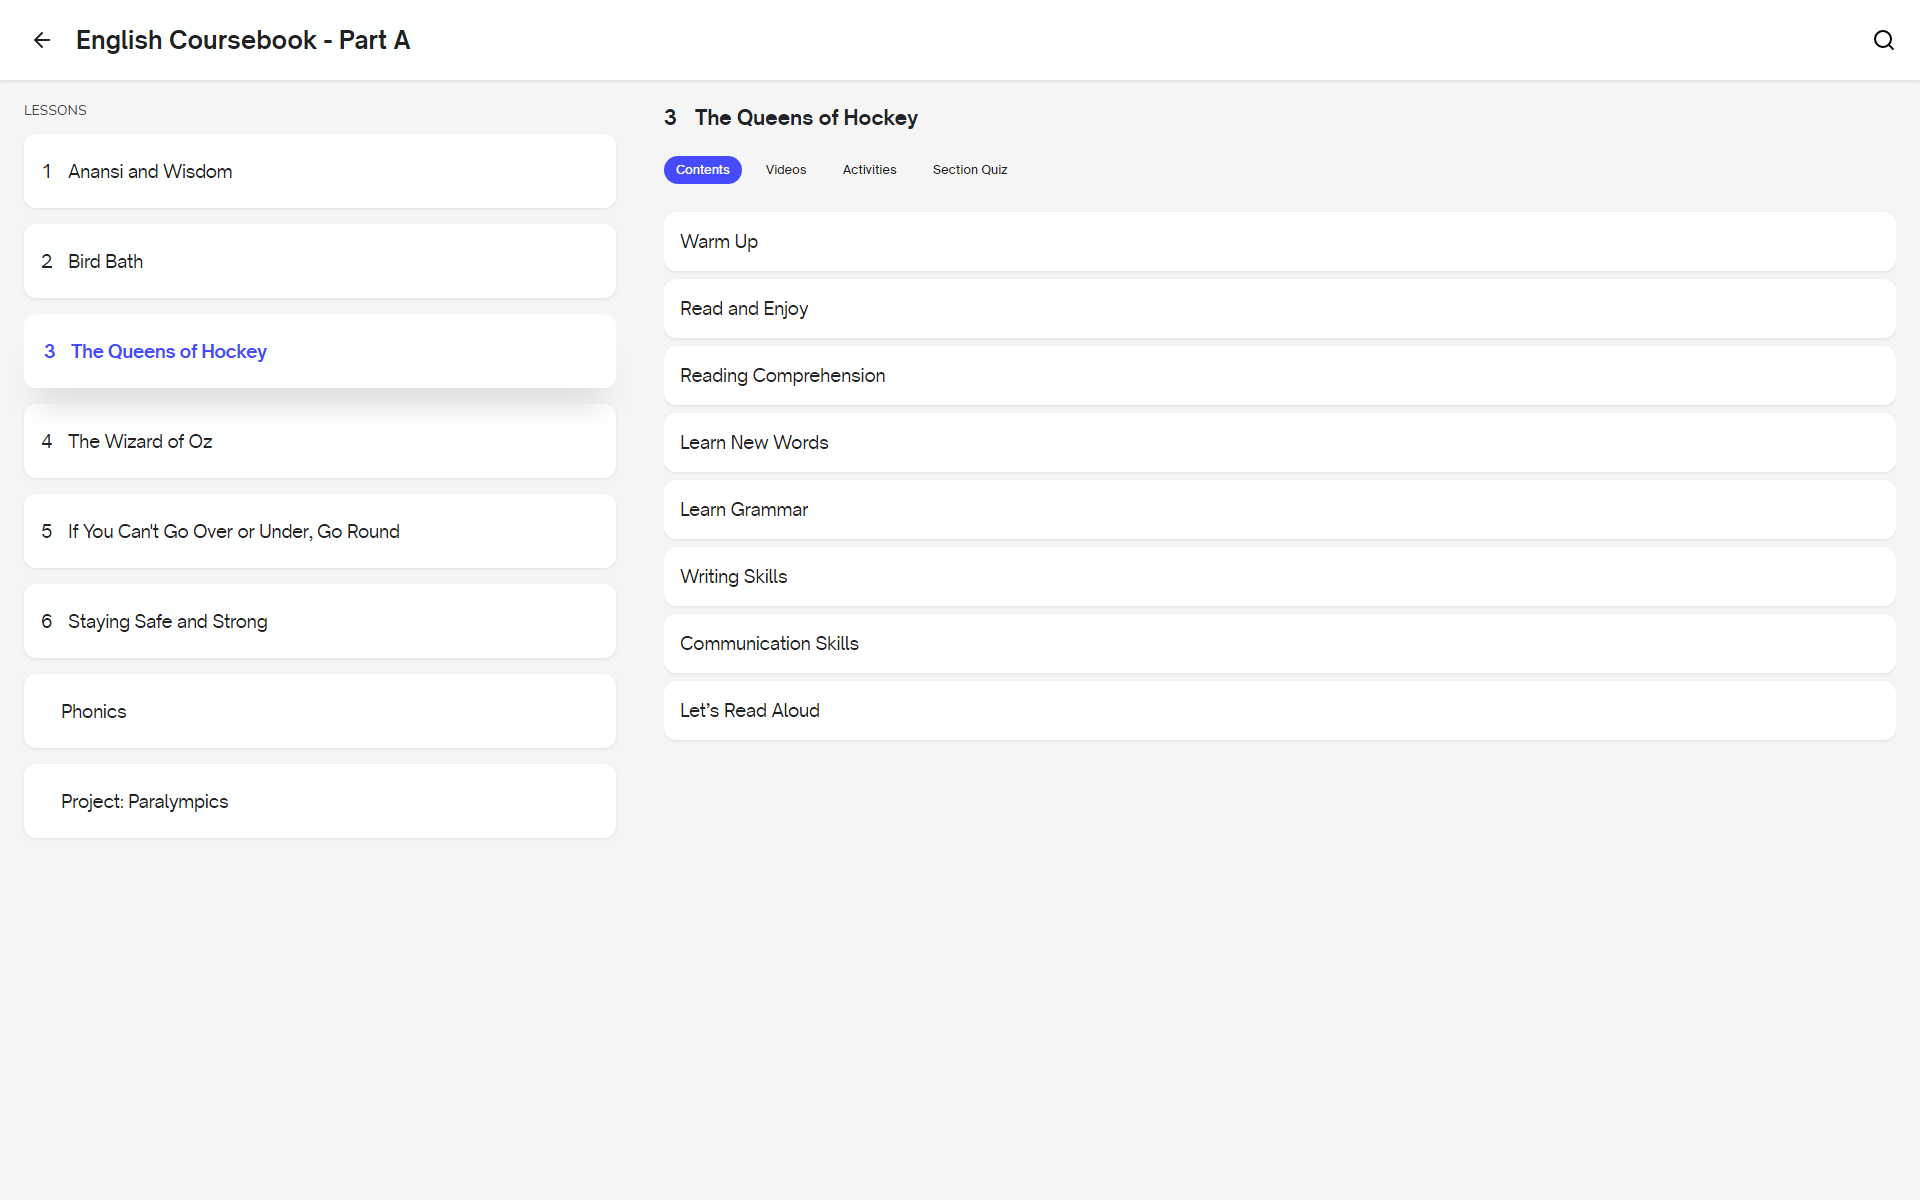 English Coursebook - Part A
LESSONS
1 Anansi and Wisdom
2 Bird Bath
3 The Queens of Hockey
4 The Wizard of Oz
5 If You Can't Go Over or Under, Go Round
6 Staying Safe and Strong
Phonics
Project: Paralympics
3 The Queens of Hockey
Contents Videos Activities Section Quiz
Warm Up
Read and Enjoy
Reading Comprehension
Learn New Words
Learn Grammar
Writing Skills
Communication Skills
Let’s Read Aloud